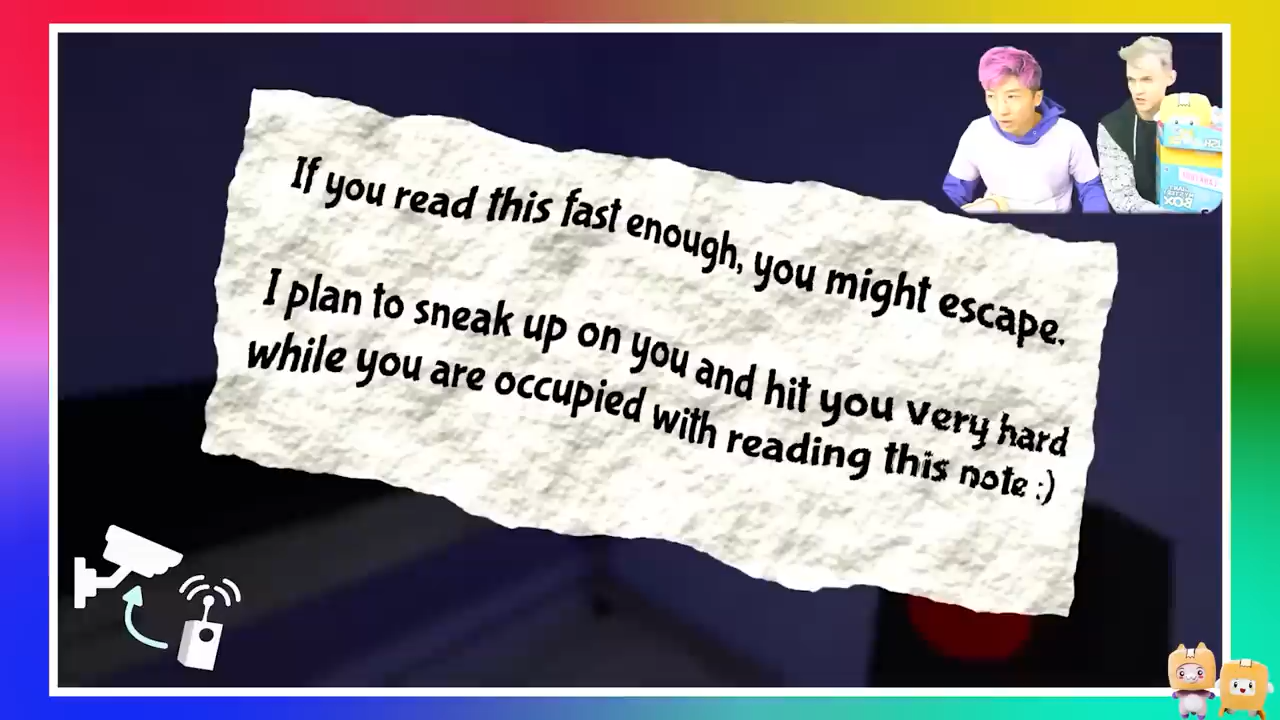 If you read this fast enough, you might escape.
I plan to sneak up on you and hit you very hard
while you are occupied with reading this note :)